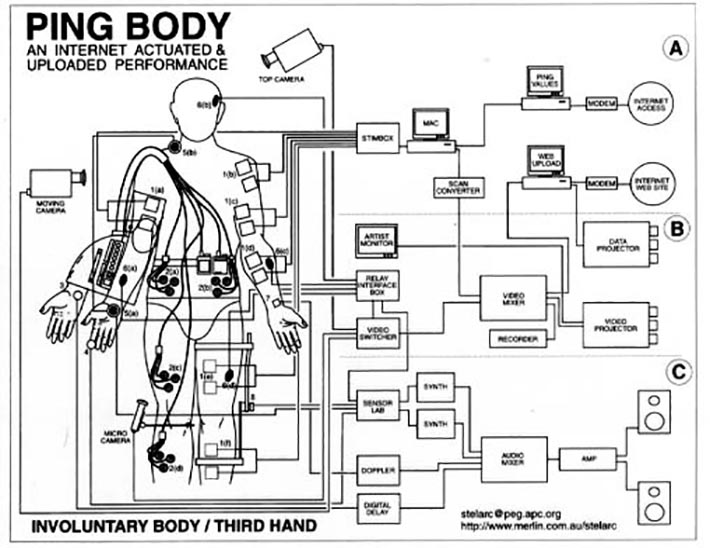 PING BODY
AN INTERNET ACTUATED &
UPLOADED PERFORMANCE
TOP CAMERA
A
PING
VALUES
MODEM
INTERNET
ACCESS
MAC
STIMBOX
6(b)
5(b)
WEB
UPLOAD
MODEM
INTERNET
WEB SITE
SCAN
CONVERTER
MOVING
CAMERA
1(a)
1(b)
1(c)
B
ARTIST
MONITOR
DATA
PROJECTOR
1(d)
6(c)
6(a)
2(a)
2(b)
3
RELAY
INTERFACE
BOX
VIDEO
MIXER
7
5(a)
VIDEO
SWITCHER
RECORDER
VIDEO
PROJECTOR
4
C
2(c)
1(e)
6(d)
8
SENSOR
LAB
SYNTH
SYNTH
MICRO
CAMERA
1(f)
2(d)
DOPPLER
AUDIO
MIXER
AMP
DIGITAL
DELAY
stelarc@peg.apc.org
http://www.merlin.com.au/stelarc
INVOLUNTARY BODY / THIRD HAND